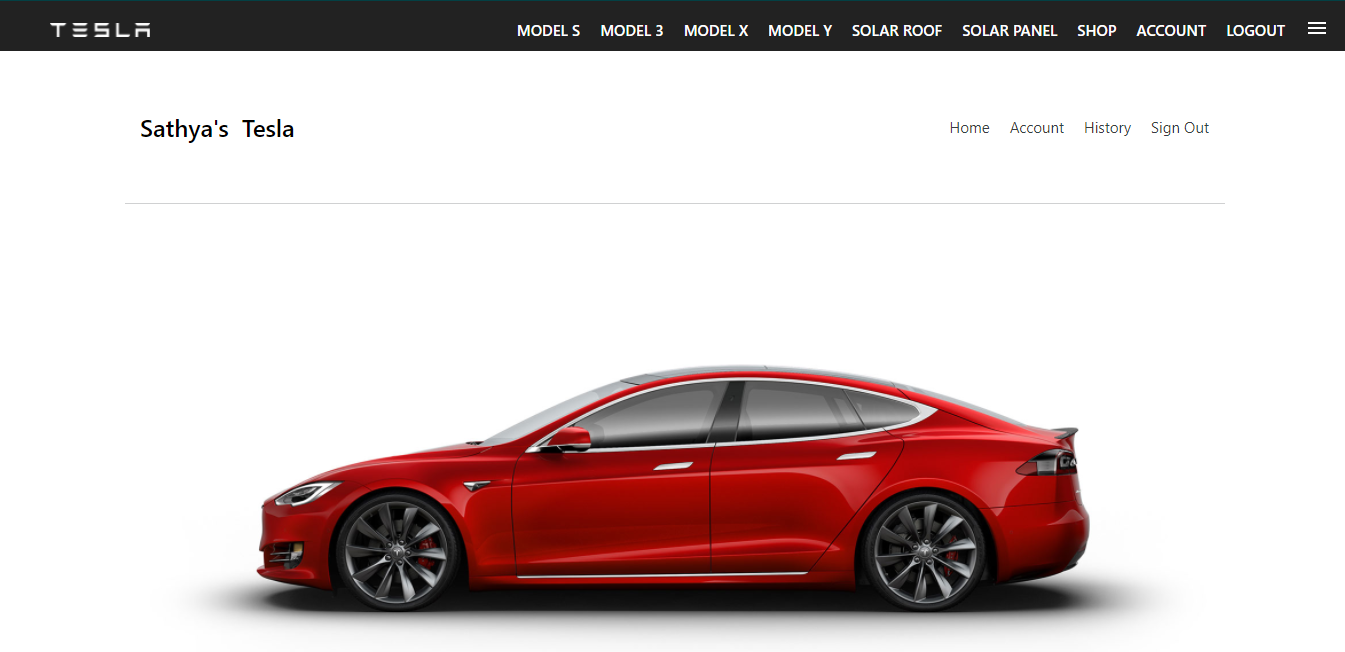 TESLA MODEL S MODEL 3 MODEL X MODEL Y SOLAR ROOF SOLAR PANEL SHOP ACCOUNT LOGOUT
Sathya's Tesla Home Account History Sign Out